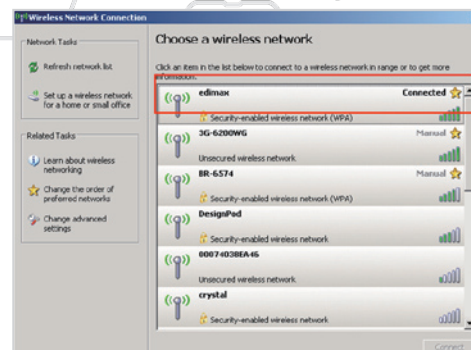 Wireless Network Connection
Network Tasks
Refresh network list
Set up a wireless network
for a home or small office
Related Tasks
Learn about wireless
networking
Change the order of
preferred networks
Change advanced
settings
Choose a wireless network
Click an item in the list below to connect to a wireless network in range or to get more
information.
edimax Connected
Security-enabled wireless network (WPA)
3G-6200WG Manual
Unsecured wireless network
BR-6574 Manual
Security-enabled wireless network (WPA)
DesignPod
Security-enabled wireless network
00074038EA46
Unsecured wireless network
crystal
Security-enabled wireless network
Connect